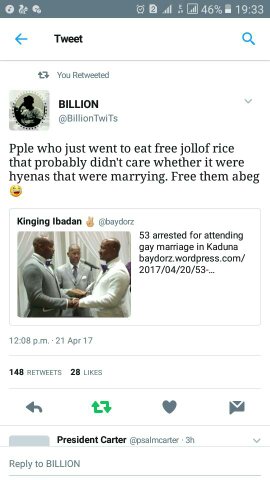 46% 19:33
Tweet
You Retweeted
BILLION
@BillionTwiTs
Pple who just went to eat free jollof rice
that probably didn't care whether it were
hyenas that were marrying. Free them abeg
Kinging Ibadan @baydorz
53 arrested for attending
gay marriage in Kaduna
baydorz.wordpress.com/
2017/04/20/53-…
12:08 p.m. · 21 Apr 17
148 RETWEETS 28 LIKES
President Carter @psalmcarter · 3h
Reply to BILLION